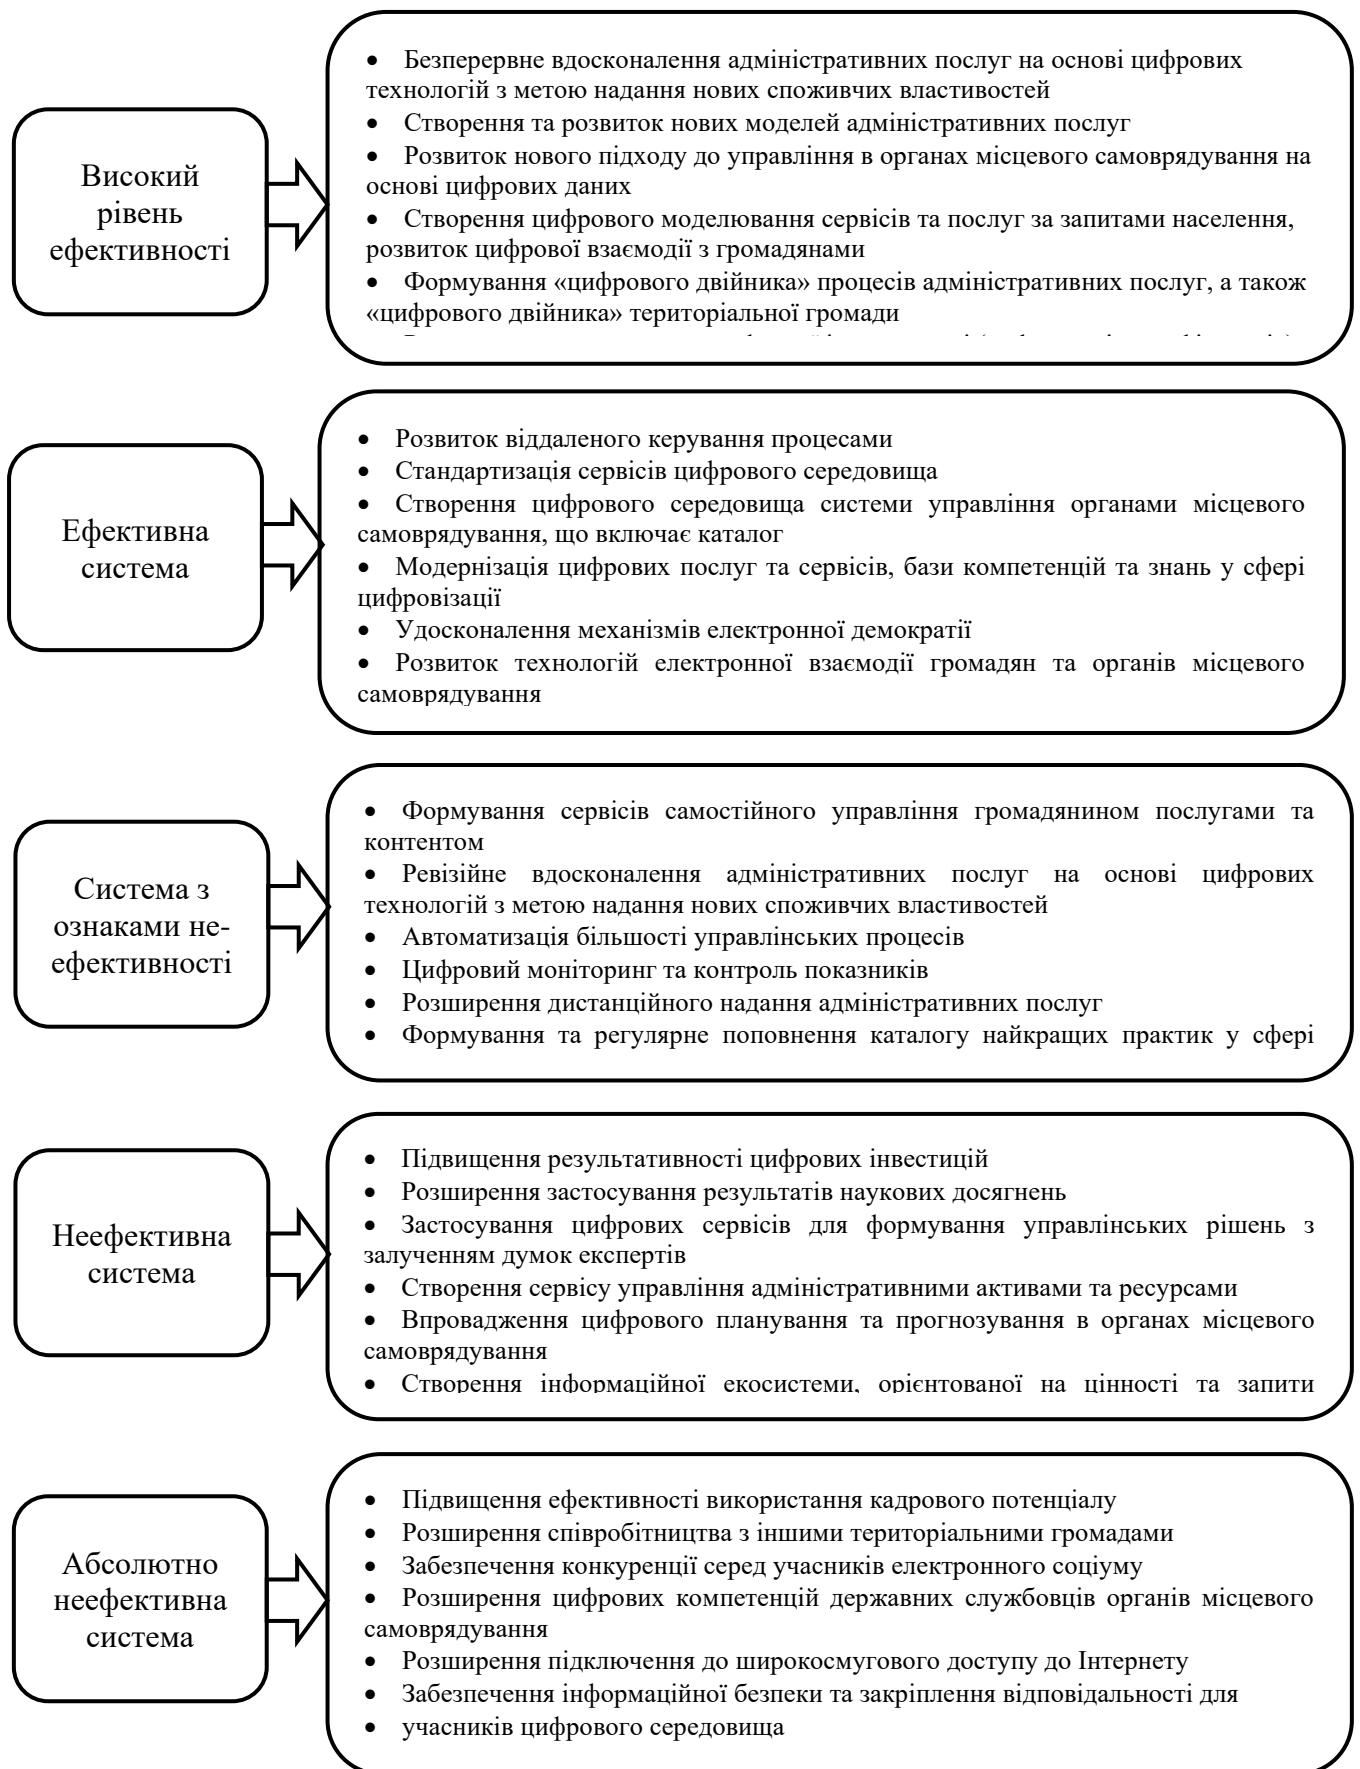 Високий
рівень
ефективності
• Безперервне вдосконалення адміністративних послуг на основі цифрових
технологій з метою надання нових споживчих властивостей
• Створення та розвиток нових моделей адміністративних послуг
• Розвиток нового підходу до управління в органах місцевого самоврядування на
основі цифрових даних
• Створення цифрового моделювання сервісів та послуг за запитами населення,
розвиток цифрової взаємодії з громадянами
• Формування «цифрового двійника» процесів адміністративних послуг, а також
«цифрового двійника» територіальної громади
Ефективна
система
• Розвиток віддаленого керування процесами
• Стандартизація сервісів цифрового середовища
• Створення цифрового середовища системи управління органами місцевого
самоврядування, що включає каталог
• Модернізація цифрових послуг та сервісів, бази компетенцій та знань у сфері
цифровізації
• Удосконалення механізмів електронної демократії
• Розвиток технологій електронної взаємодії громадян та органів місцевого
самоврядування
Система з
ознаками не-
ефективності
• Формування сервісів самостійного управління громадянином послугами та
контентом
• Ревізійне вдосконалення адміністративних послуг на основі цифрових
технологій з метою надання нових споживчих властивостей
• Автоматизація більшості управлінських процесів
• Цифровий моніторинг та контроль показників
• Розширення дистанційного надання адміністративних послуг
• Формування та регулярне поповнення каталогу найкращих практик у сфері
Неефективна
система
• Підвищення результативності цифрових інвестицій
• Розширення застосування результатів наукових досягнень
• Застосування цифрових сервісів для формування управлінських рішень з
залученням думок експертів
• Створення сервісу управління адміністративними активами та ресурсами
• Впровадження цифрового планування та прогнозування в органах місцевого
самоврядування
• Створення інформаційної екосистеми, орієнтованої на цінності та запити
Абсолютно
неефективна
система
• Підвищення ефективності використання кадрового потенціалу
• Розширення співробітництва з іншими територіальними громадами
• Забезпечення конкуренції серед учасників електронного соціуму
• Розширення цифрових компетенцій державних службовців органів місцевого
самоврядування
• Розширення підключення до широкосмугового доступу до Інтернету
• Забезпечення інформаційної безпеки та закріплення відповідальності для
• учасників цифрового середовища